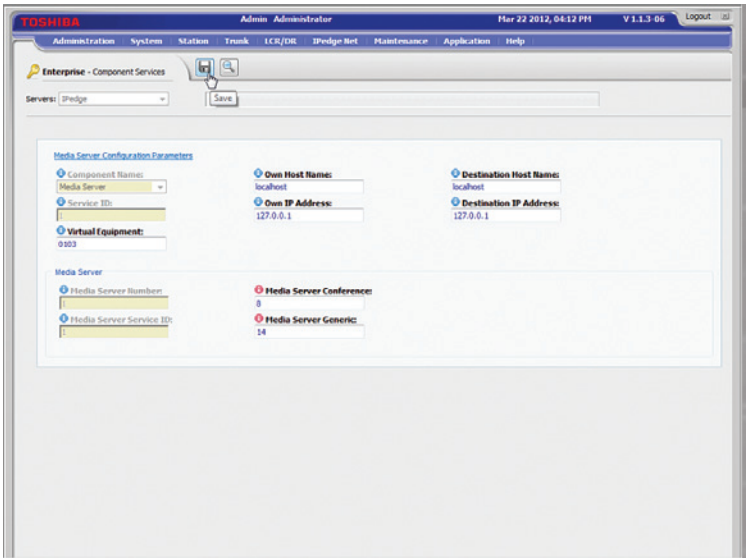 TOSHIBA Admin Administrator Mar 22 2012, 04:12 PM V 1.1.3-06 Logout
Administration System Station Trunk LCR/DR IPedge Net Maintenance Application Help
Enterprise - Component Services
Save
Servers: IPedge
Media Server Configuration Parameters
Component Name: Own Host Name: Destination Host Name:
Media Server localhost localhost
Service ID: Own IP Address: Destination IP Address:
1 127.0.0.1 127.0.0.1
Virtual Equipment:
0103
Media Server
Media Server Number: Media Server Conference:
1 8
Media Server Service ID: Media Server Generic:
1 14